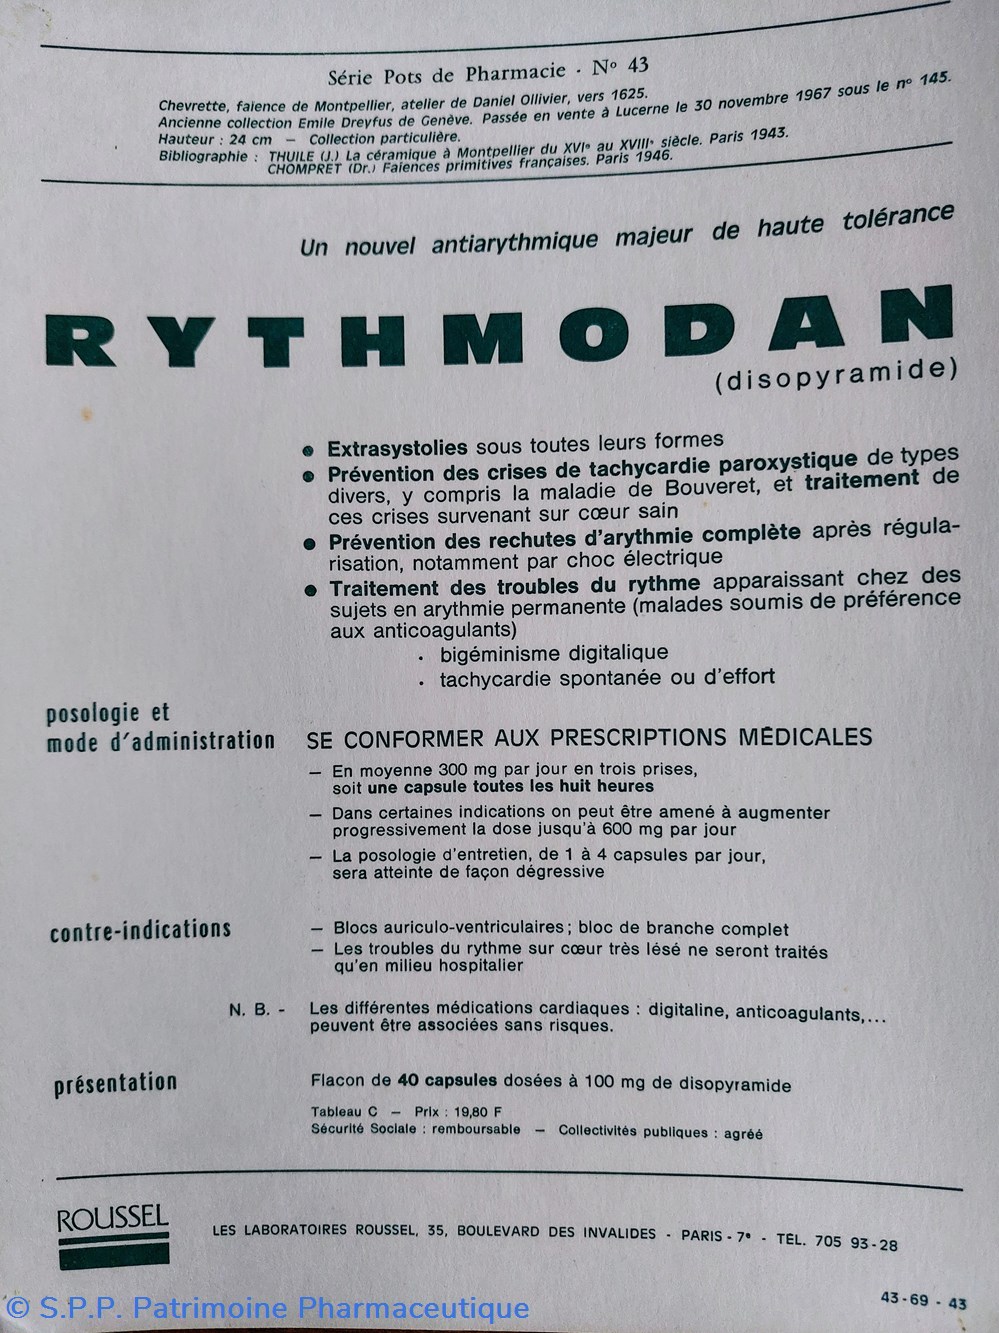 Série Pots de Pharmacie - Nº 43
Chevrette, faïence de Montpellier, atelier de Daniel Ollivier, vers 1625.
Ancienne collection Emile Dreyfus de Genève. Passée en vente à Lucerne le 30 novembre 1967 sous le nº 145.
Hauteur : 24 cm — Collection particulière.
Bibliographie : THUILE (J.) La céramique à Montpellier du XVIe au XVIIIe siècle. Paris 1943.
CHOMPRET (Dr.) Faïences primitives françaises. Paris 1946.
Un nouvel antiarythmique majeur de haute tolérance
RYTHMODAN
(disopyramide)
● Extrasystolies sous toutes leurs formes
● Prévention des crises de tachycardie paroxystique de types
divers, y compris la maladie de Bouveret, et traitement de
ces crises survenant sur cœur sain
● Prévention des rechutes d'arythmie complète après régula-
risation, notamment par choc électrique
● Traitement des troubles du rythme apparaissant chez des
sujets en arythmie permanente (malades soumis de préférence
aux anticoagulants)
. bigéminisme digitalique
. tachycardie spontanée ou d'effort
posologie et
mode d'administration SE CONFORMER AUX PRESCRIPTIONS MÉDICALES
— En moyenne 300 mg par jour en trois prises,
soit une capsule toutes les huit heures
— Dans certaines indications on peut être amené à augmenter
progressivement la dose jusqu'à 600 mg par jour
— La posologie d'entretien, de 1 à 4 capsules par jour,
sera atteinte de façon dégressive
contre-indications — Blocs auriculo-ventriculaires ; bloc de branche complet
— Les troubles du rythme sur cœur très lésé ne seront traités
qu'en milieu hospitalier
N. B. - Les différentes médications cardiaques : digitaline, anticoagulants,...
peuvent être associées sans risques.
présentation Flacon de 40 capsules dosées à 100 mg de disopyramide
Tableau C — Prix : 19,80 F
Sécurité Sociale : remboursable — Collectivités publiques : agréé
ROUSSEL
LES LABORATOIRES ROUSSEL, 35, BOULEVARD DES INVALIDES - PARIS - 7e - TÉL. 705 93-28
43-69 - 43
© S.P.P. Patrimoine Pharmaceutique